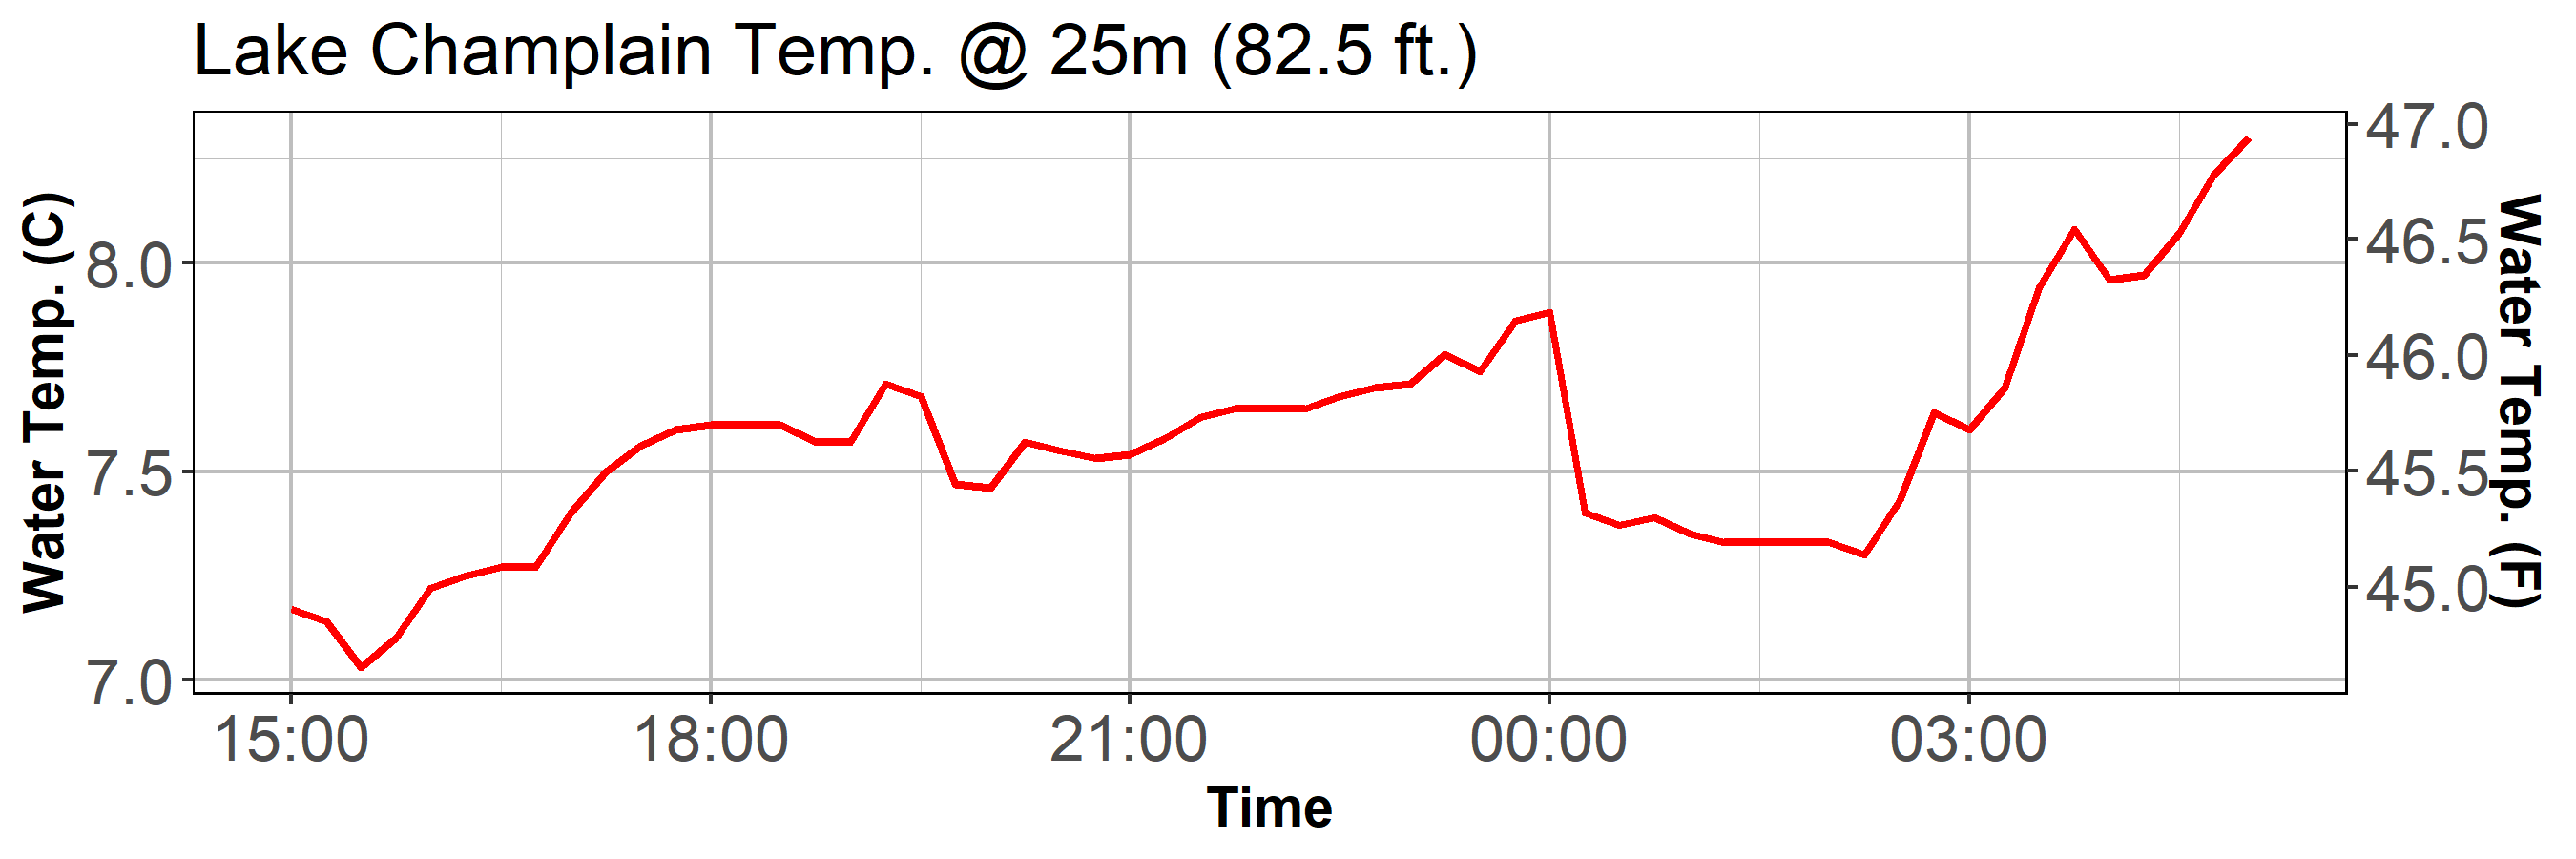 Lake Champlain Temp. @ 25m (82.5 ft.)
Water Temp. (C)
8.0
7.5
7.0
47.0
46.5
46.0
45.5
45.0
Water Temp. (F)
15:00 18:00 21:00 00:00 03:00
Time